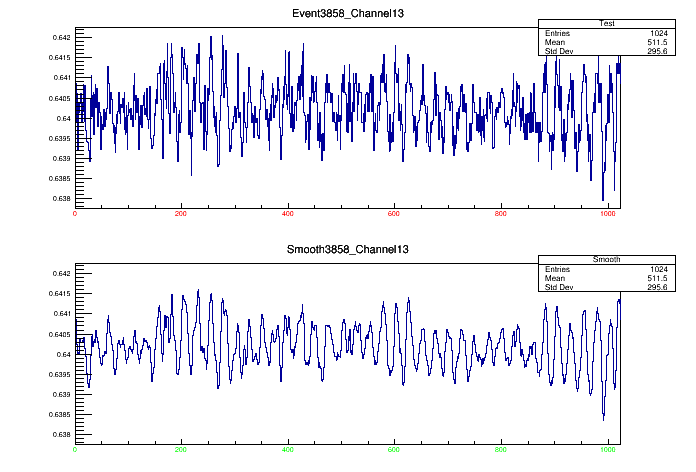 Event3858_Channel13
Test
Entries 1024
Mean 511.5
Std Dev 295.6
0.642
0.6415
0.641
0.6405
0.64
0.6395
0.639
0.6385
0.638
0 200 400 600 800 1000
Smooth3858_Channel13
Smooth
Entries 1024
Mean 511.5
Std Dev 295.6
0.642
0.6415
0.641
0.6405
0.64
0.6395
0.639
0.6385
0.638
0 200 400 600 800 1000